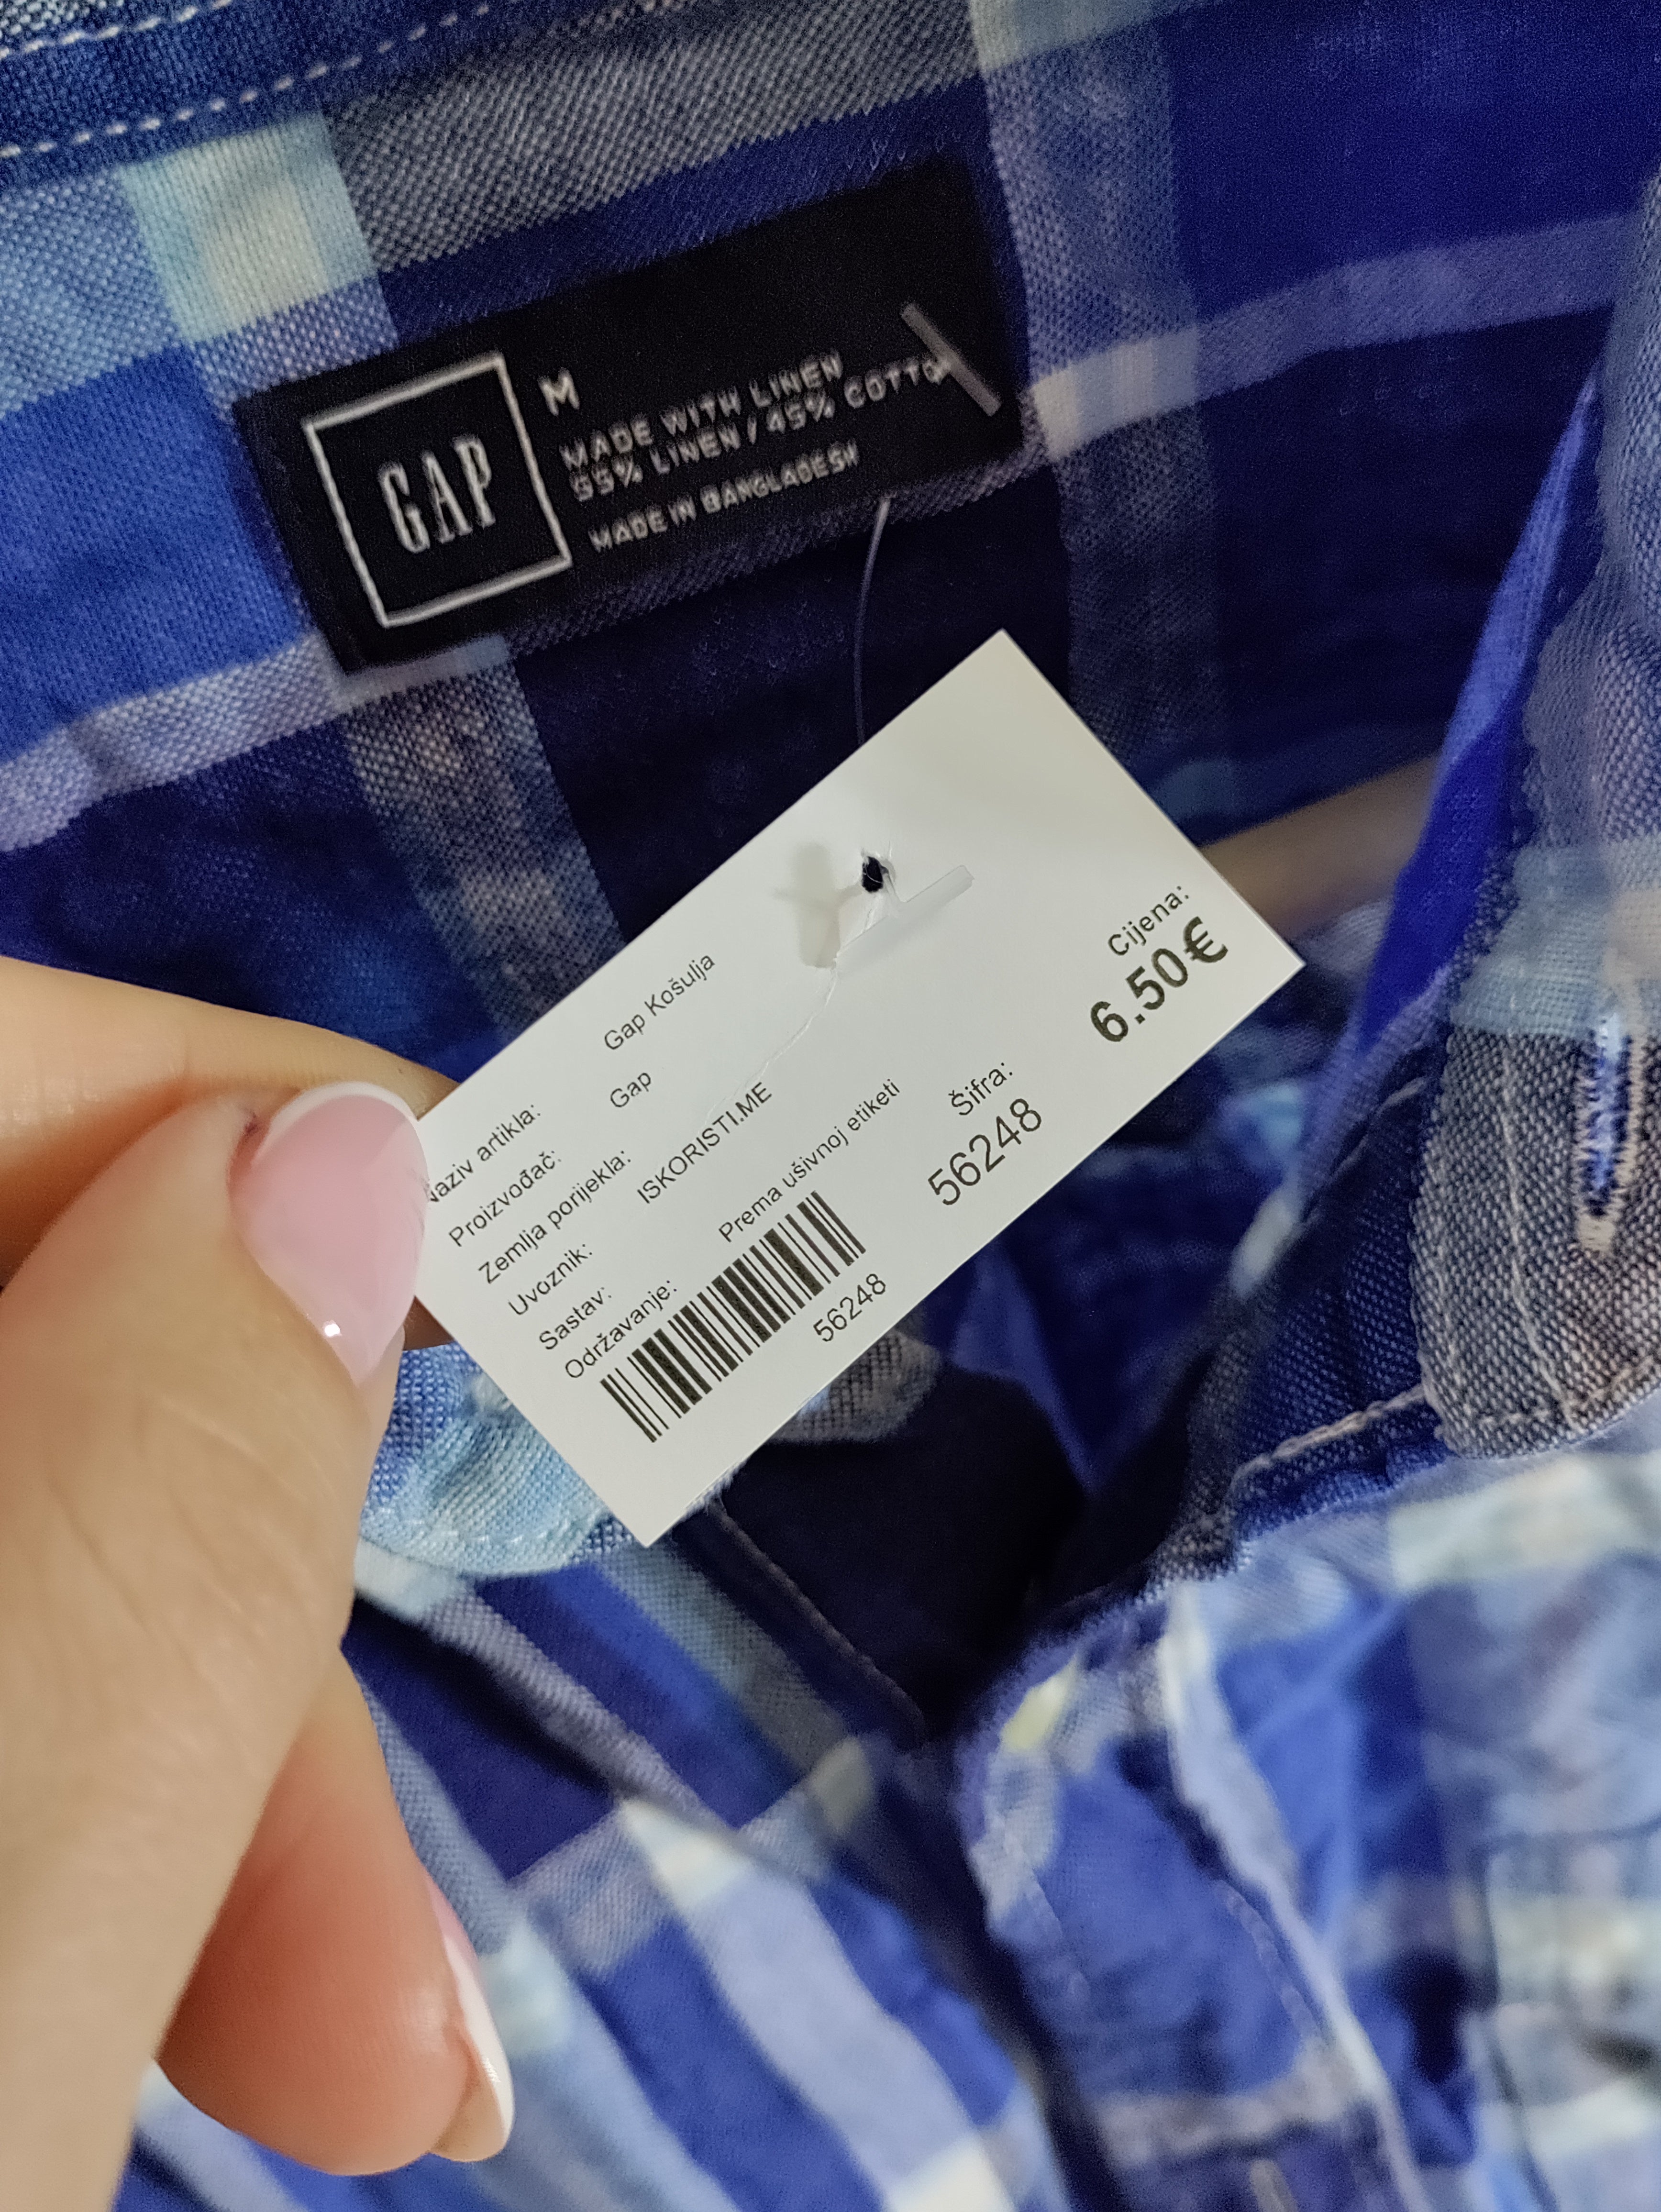 GAP
M
MADE WITH LINEN
55% LINEN / 45% COTTO
MADE IN BANGLADESH
Naziv artikla: Gap Košulja
Proizvođač: Gap
Zemlja porijekla:
Uvoznik: ISKORISTI.ME
Sastav:
Održavanje: Prema ušivnoj etiketi
56248
Šifra:
56248
Cijena:
6.50€